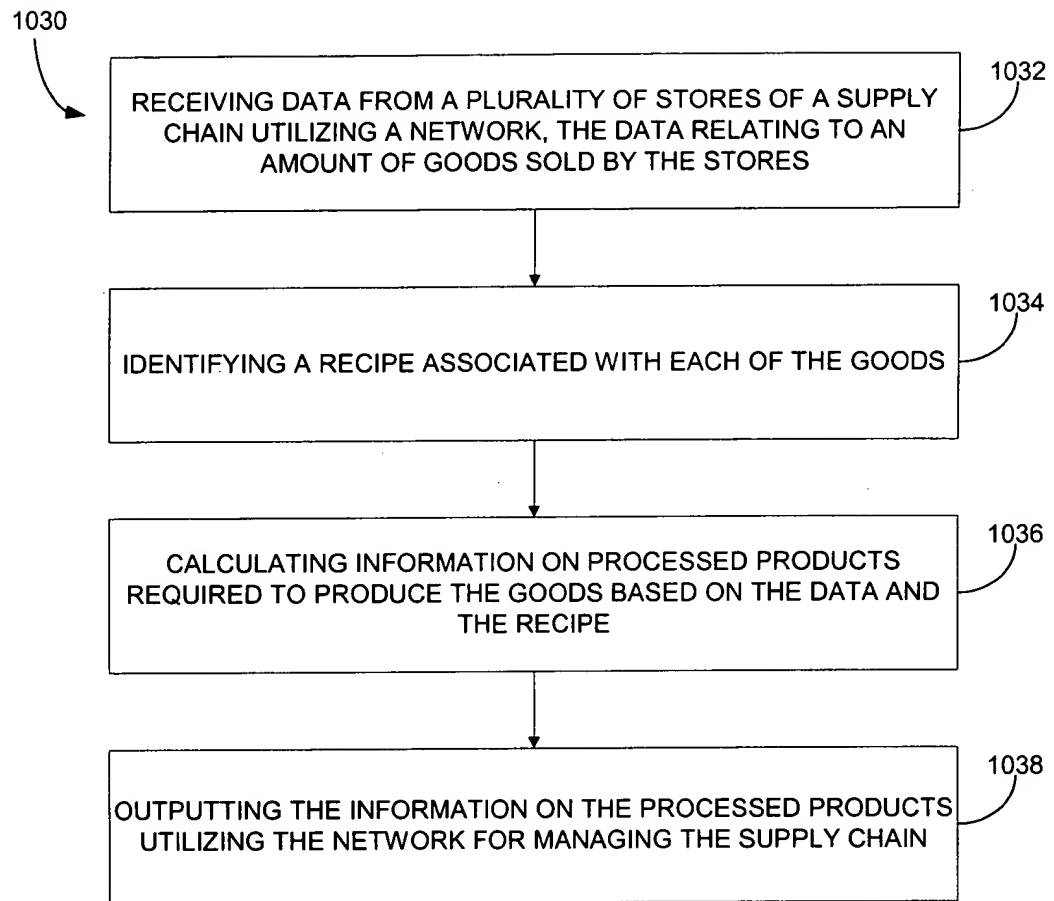 1030
1032
RECEIVING DATA FROM A PLURALITY OF STORES OF A SUPPLY
CHAIN UTILIZING A NETWORK, THE DATA RELATING TO AN
AMOUNT OF GOODS SOLD BY THE STORES
1034
IDENTIFYING A RECIPE ASSOCIATED WITH EACH OF THE GOODS
1036
CALCULATING INFORMATION ON PROCESSED PRODUCTS
REQUIRED TO PRODUCE THE GOODS BASED ON THE DATA AND
THE RECIPE
1038
OUTPUTTING THE INFORMATION ON THE PROCESSED PRODUCTS
UTILIZING THE NETWORK FOR MANAGING THE SUPPLY CHAIN